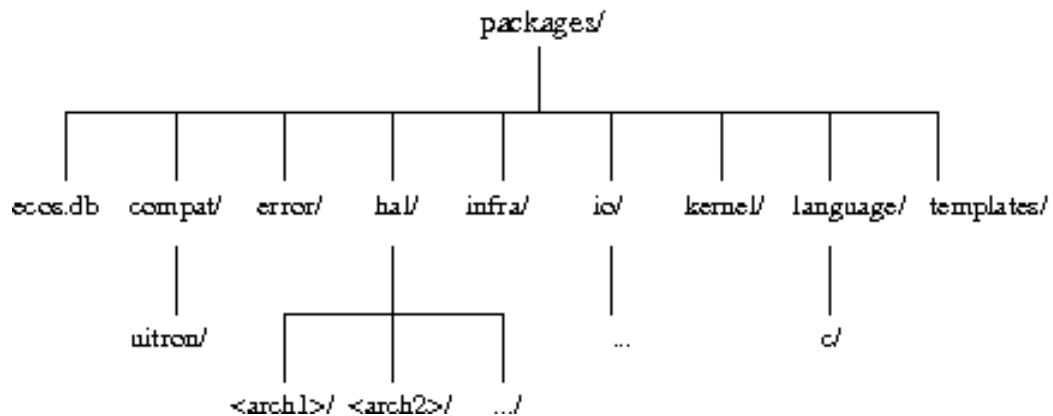 packages/
ecos.db compat/ error/ hal/ infra/ io/ kernel/ language/ templates/
uitron/ ... c/
<arch1>/ <arch2>/ .../